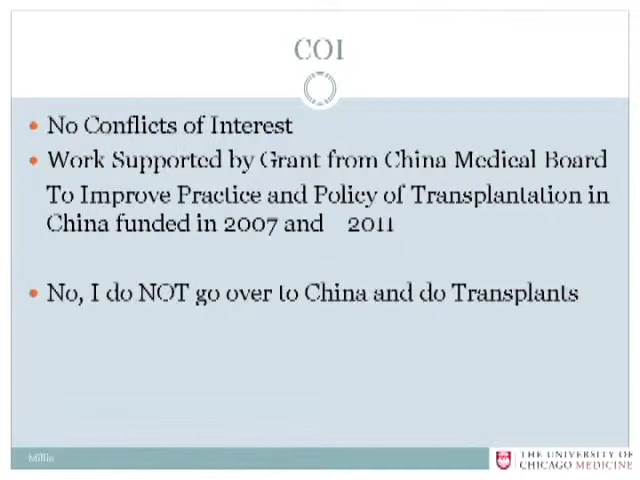 COI
No Conflicts of Interest
Work Supported by Grant from China Medical Board
To Improve Practice and Policy of Transplantation in
China funded in 2007 and 2011
No, I do NOT go over to China and do Transplants
THE UNIVERSITY OF
CHICAGO MEDICINE